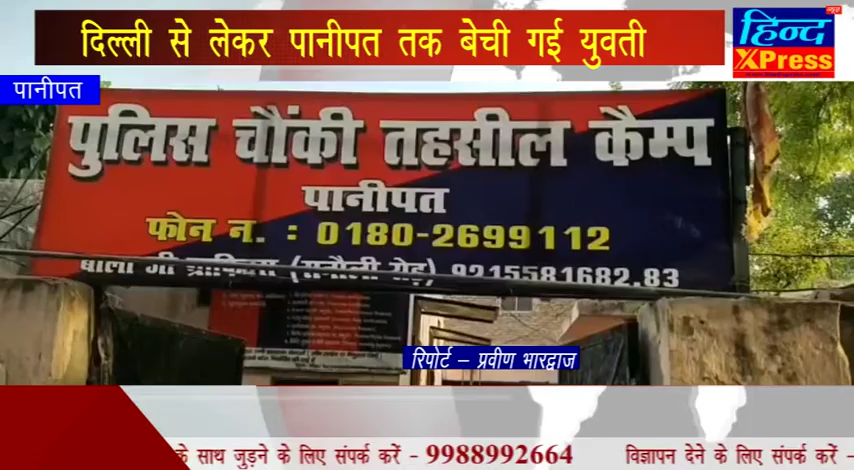 दिल्ली से लेकर पानीपत तक बेची गई युवती
हिन्द न्यूज़
XPress
पानीपत
पुलिस चौंकी तहसील कैम्प
पानीपत
फोन न. : 0180-2699112
बाला जी ग्राफिक्स (सनौली रोड़) 9215581682,83
रिपोर्ट – प्रवीण भारद्वाज
के साथ जुड़ने के लिए संपर्क करें - 9988992664 विज्ञापन देने के लिए संपर्क करें -